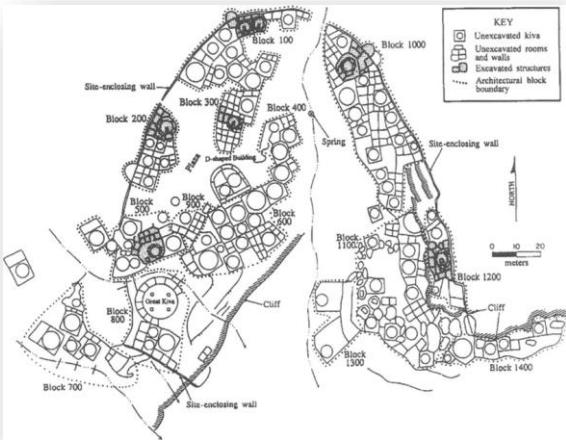 KEY
Unexcavated kiva
Unexcavated rooms
and walls
Excavated structures
Architectural block
boundary
Block 100
Block 1000
Site-enclosing wall
Block 300
Block 400
Block 200
Spring
Site-enclosing wall
Plaza
D-shaped Building
NORTH
Block
500
Block
900
Block
600
0 10 20
meters
Block
1100
Block 1200
Great Kiva
Block
800
Cliff
Cliff
Block
1300
Block 1400
Block 700
Site-enclosing wall